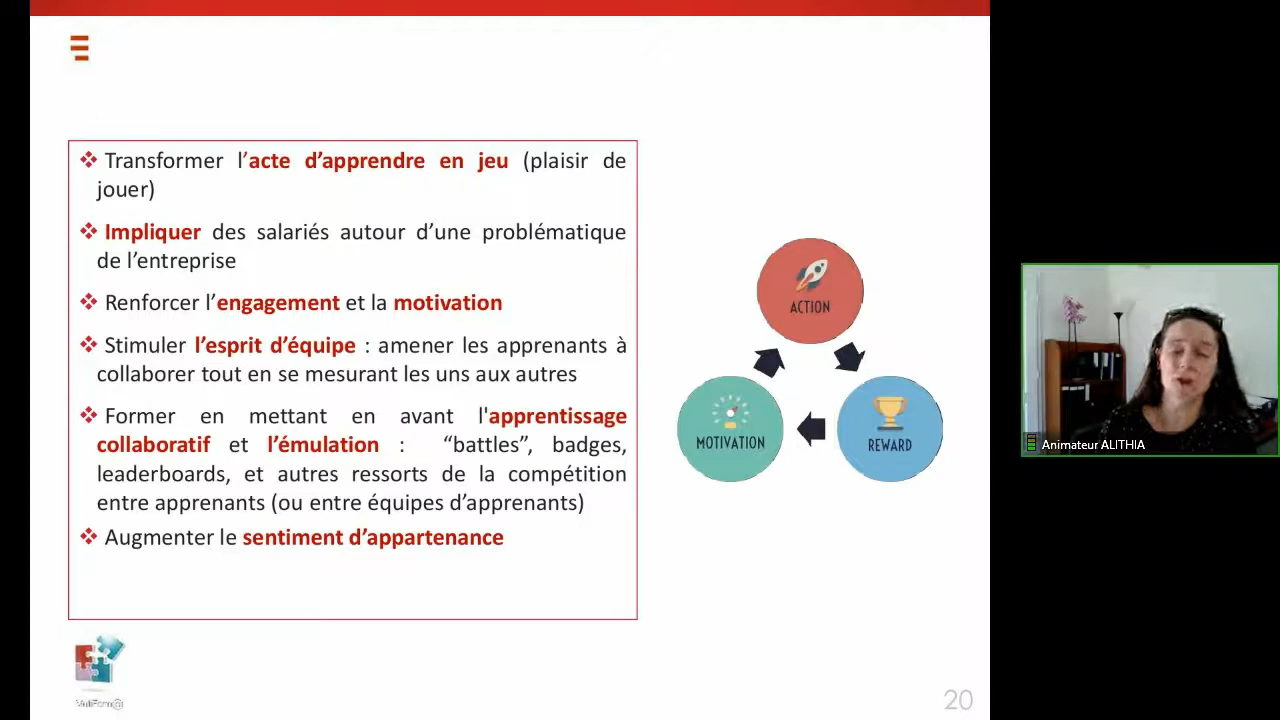 ❖ Transformer l’acte d’apprendre en jeu (plaisir de
jouer)
❖ Impliquer des salariés autour d’une problématique
de l’entreprise
❖ Renforcer l’engagement et la motivation
❖ Stimuler l’esprit d’équipe : amener les apprenants à
collaborer tout en se mesurant les uns aux autres
❖ Former en mettant en avant l'apprentissage
collaboratif et l’émulation : “battles”, badges,
leaderboards, et autres ressorts de la compétition
entre apprenants (ou entre équipes d’apprenants)
❖ Augmenter le sentiment d’appartenance
ACTION
MOTIVATION
REWARD
Animateur ALITHIA
20